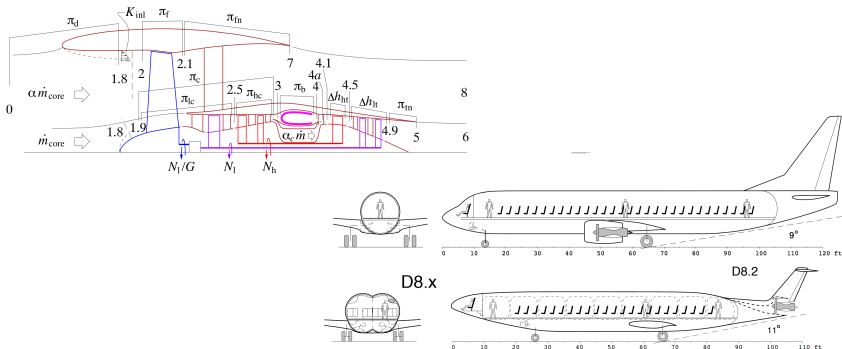 K_inl
π_d
π_f
π_fn
1.8
2
2.1
7
4.1
4a
π_c
3
π_b
4
4.5
2.5
π_lc
π_hc
Δh_ht
Δh_lt
π_tn
0
α ṁ_core
8
1.8
1.9
4.9
5
6
ṁ_core
α_c ṁ
N_l/G
N_l
N_h
9°
0 10 20 30 40 50 60 70 80 90 100 110 120 ft
D8.x
D8.2
11°
0 10 20 30 40 50 60 70 80 90 100 110 ft